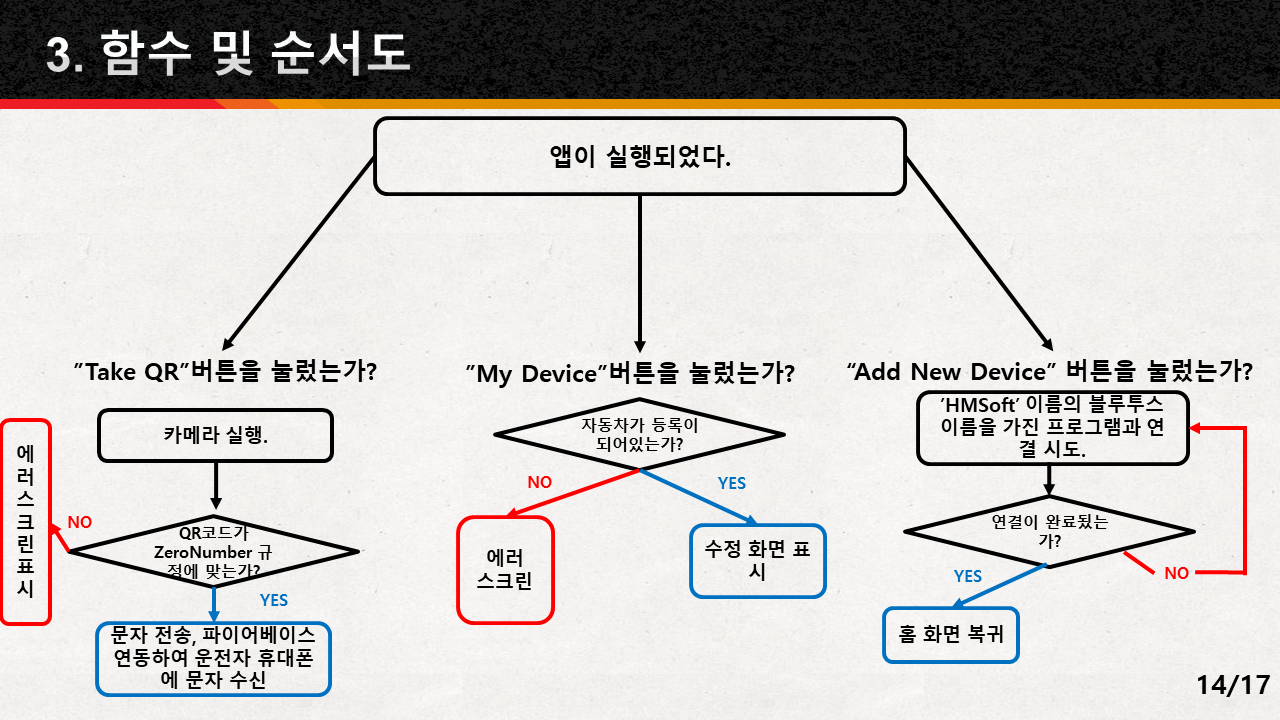 3. 함수 및 순서도
앱이 실행되었다.
”Take QR”버튼을 눌렀는가?
”My Device”버튼을 눌렀는가?
“Add New Device” 버튼을 눌렀는가?
카메라 실행.
에
러
스
크
린
표
시
NO
QR코드가
ZeroNumber 규
정에 맞는가?
YES
문자 전송, 파이어베이스
연동하여 운전자 휴대폰
에 문자 수신
자동차가 등록이
되어있는가?
NO
YES
에러
스크린
수정 화면 표
시
’HMSoft’ 이름의 블루투스
이름을 가진 프로그램과 연
결 시도.
연결이 완료됬는
가?
YES
NO
홈 화면 복귀
14/17